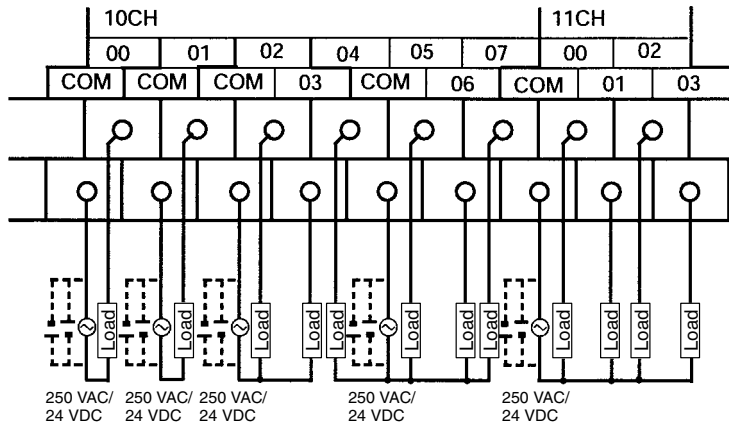 10CH 11CH
00 01 02 04 05 07 00 02
COM COM COM 03 COM 06 COM 01 03
Load Load Load Load Load Load Load Load Load Load Load Load
250 VAC/ 250 VAC/ 250 VAC/ 250 VAC/ 250 VAC/
24 VDC 24 VDC 24 VDC 24 VDC 24 VDC